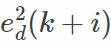 e_d^2(k + i)